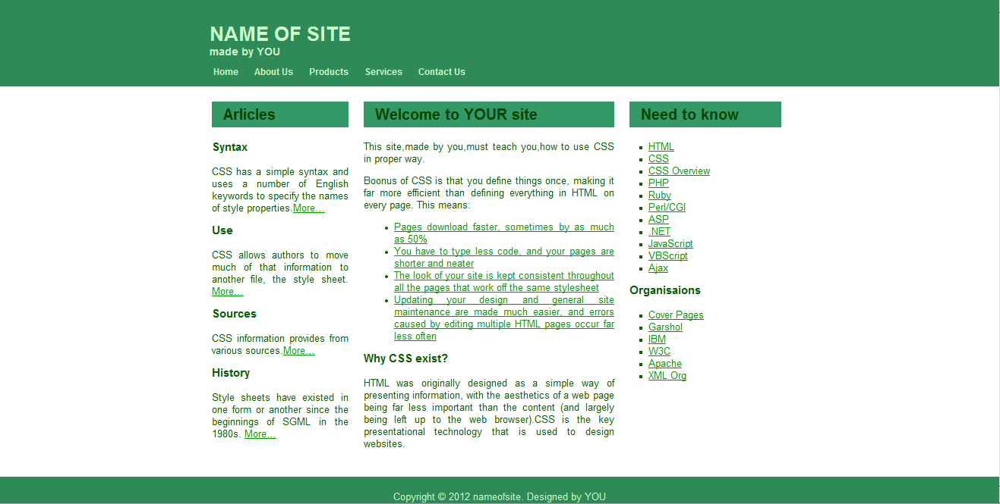 NAME OF SITE
made by YOU
Home About Us Products Services Contact Us
Arlicles
Syntax
CSS has a simple syntax and
uses a number of English
keywords to specify the names
of style properties.More…
Use
CSS allows authors to move
much of that information to
another file, the style sheet.
More…
Sources
CSS information provides from
various sources.More…
History
Style sheets have existed in
one form or another since the
beginnings of SGML in the
1980s. More…
Welcome to YOUR site
This site,made by you,must teach you,how to use CSS
in proper way.
Boonus of CSS is that you define things once, making it
far more efficient than defining everything in HTML on
every page. This means:
Pages download faster, sometimes by as much
as 50%
You have to type less code, and your pages are
shorter and neater
The look of your site is kept consistent throughout
all the pages that work off the same stylesheet
Updating your design and general site
maintenance are made much easier, and errors
caused by editing multiple HTML pages occur far
less often
Why CSS exist?
HTML was originally designed as a simple way of
presenting information, with the aesthetics of a web page
being far less important than the content (and largely
being left up to the web browser).CSS is the key
presentational technology that is used to design
websites.
Need to know
HTML
CSS
CSS Overview
PHP
Ruby
Perl/CGI
ASP
.NET
JavaScript
VBScript
Ajax
Organisaions
Cover Pages
Garshol
IBM
W3C
Apache
XML Org
Copyright © 2012 nameofsite. Designed by YOU